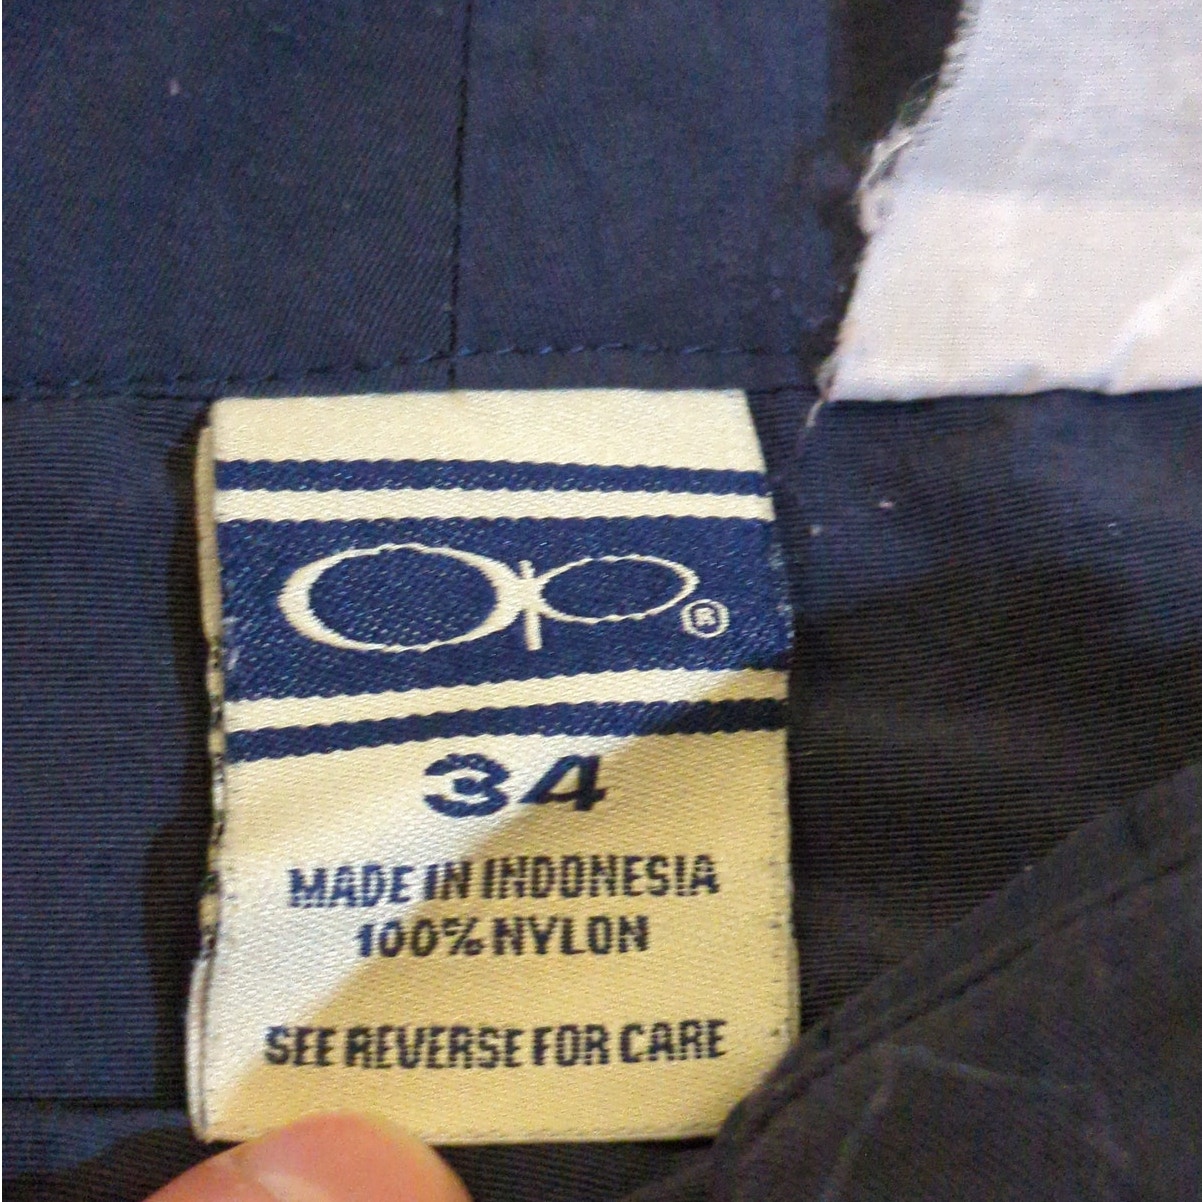 Op®
34
MADE IN INDONESIA
100% NYLON
SEE REVERSE FOR CARE